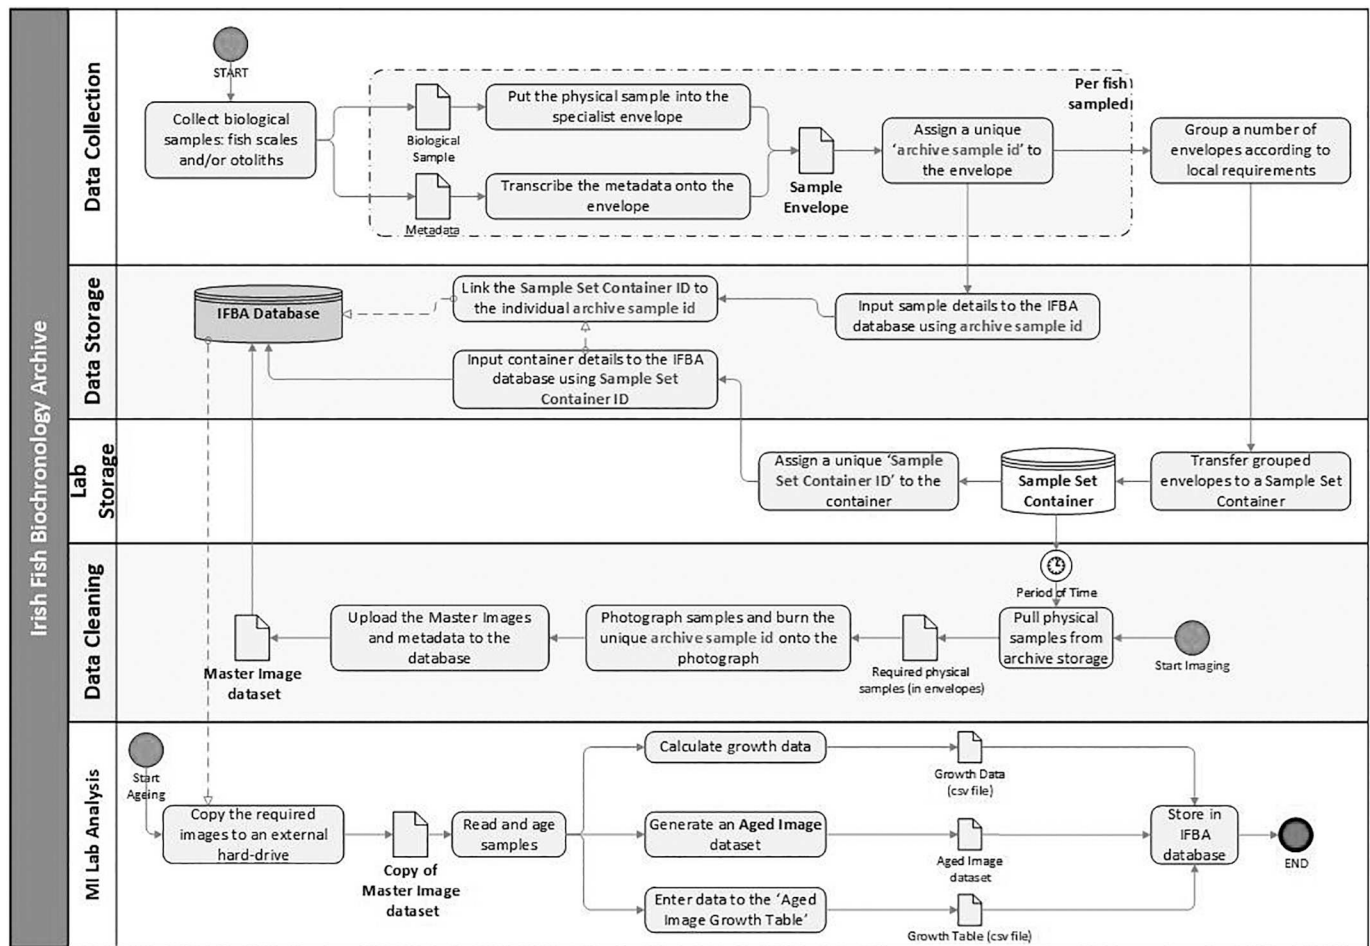 Irish Fish Biochronology Archive
Data Collection
START
Collect biological
samples: fish scales
and/or otoliths
Biological
Sample
Metadata
Put the physical sample into the
specialist envelope
Transcribe the metadata onto the
envelope
Sample
Envelope
Per fish
sampled
Assign a unique
‘archive sample id’ to
the envelope
Group a number of
envelopes according to
local requirements
Data Storage
IFBA Database
Link the Sample Set Container ID to
the individual archive sample id
Input sample details to the IFBA
database using archive sample id
Input container details to the IFBA
database using Sample Set
Container ID
Lab
Storage
Assign a unique ‘Sample
Set Container ID’ to the
container
Sample Set
Container
Transfer grouped
envelopes to a Sample Set
Container
Data Cleaning
Period of Time
Master Image
dataset
Upload the Master Images
and metadata to the
database
Photograph samples and burn the
unique archive sample id onto the
photograph
Required physical
samples (in envelopes)
Pull physical
samples from
archive storage
Start Imaging
MI Lab Analysis
Start
Ageing
Copy the required
images to an external
hard-drive
Copy of
Master Image
dataset
Read and age
samples
Calculate growth data
Growth Data
(csv file)
Generate an Aged Image
dataset
Aged Image
dataset
Enter data to the ‘Aged
Image Growth Table’
Growth Table (csv file)
Store in
IFBA
database
END